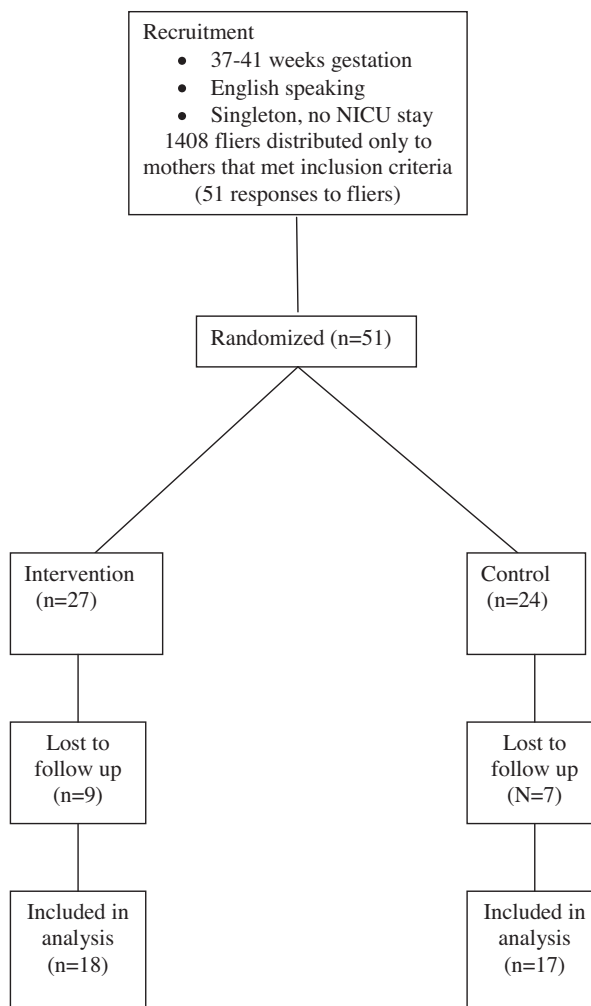 Recruitment
• 37-41 weeks gestation
• English speaking
• Singleton, no NICU stay
1408 fliers distributed only to
mothers that met inclusion criteria
(51 responses to fliers)
Randomized (n=51)
Intervention
(n=27)
Control
(n=24)
Lost to
follow up
(n=9)
Lost to
follow up
(N=7)
Included in
analysis
(n=18)
Included in
analysis
(n=17)